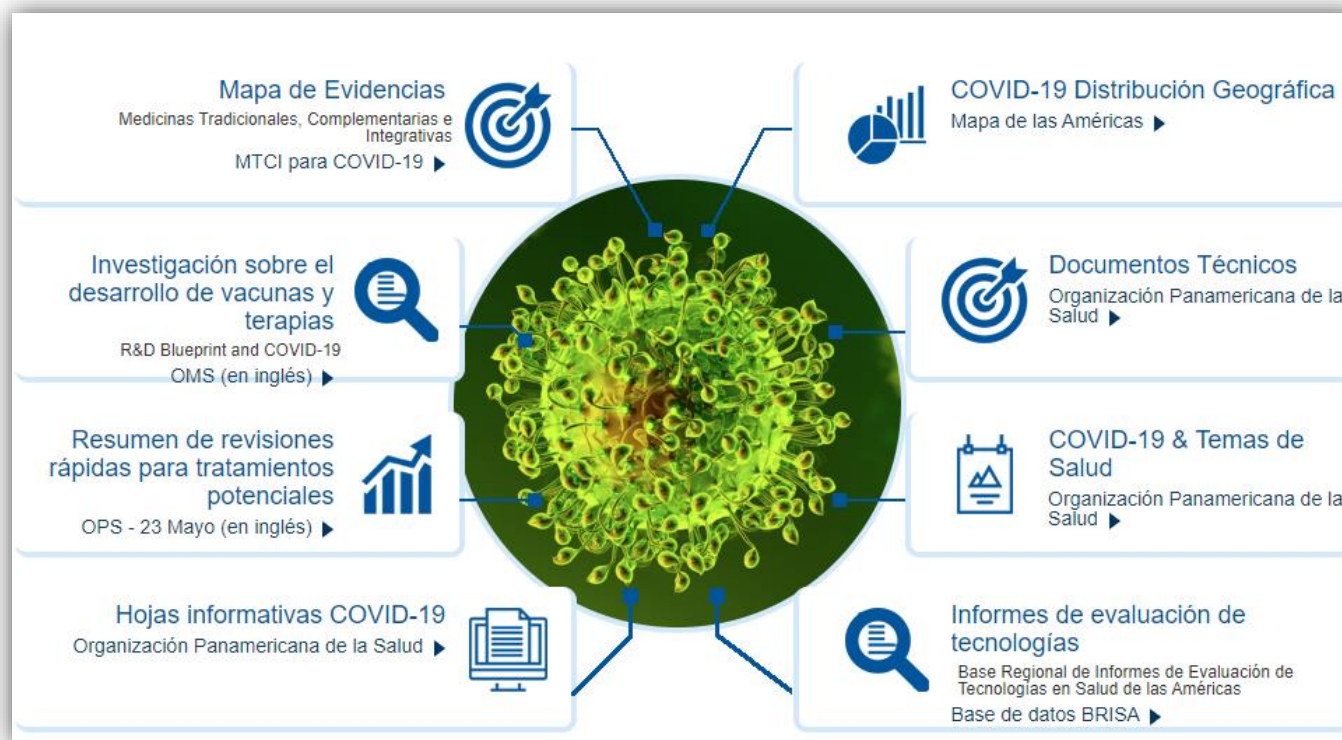 Mapa de Evidencias
Medicinas Tradicionales, Complementarias e
Integrativas
MTCI para COVID-19
Investigación sobre el
desarrollo de vacunas y
terapias
R&D Blueprint and COVID-19
OMS (en inglés)
Resumen de revisiones
rápidas para tratamientos
potenciales
OPS - 23 Mayo (en inglés)
Hojas informativas COVID-19
Organización Panamericana de la Salud
COVID-19 Distribución Geográfica
Mapa de las Américas
Documentos Técnicos
Organización Panamericana de la
Salud
COVID-19 & Temas de
Salud
Organización Panamericana de la
Salud
Informes de evaluación de
tecnologías
Base Regional de Informes de Evaluación de
Tecnologías en Salud de las Américas
Base de datos BRISA